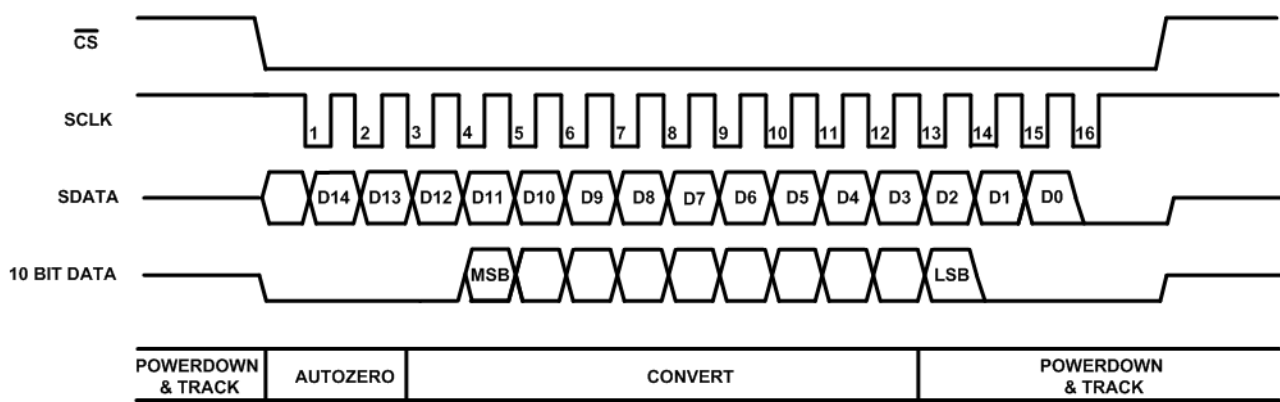 CS
SCLK
1 2 3 4 5 6 7 8 9 10 11 12 13 14 15 16
SDATA
D14 D13 D12 D11 D10 D9 D8 D7 D6 D5 D4 D3 D2 D1 D0
10 BIT DATA
MSB LSB
POWERDOWN
& TRACK
AUTOZERO
CONVERT
POWERDOWN
& TRACK